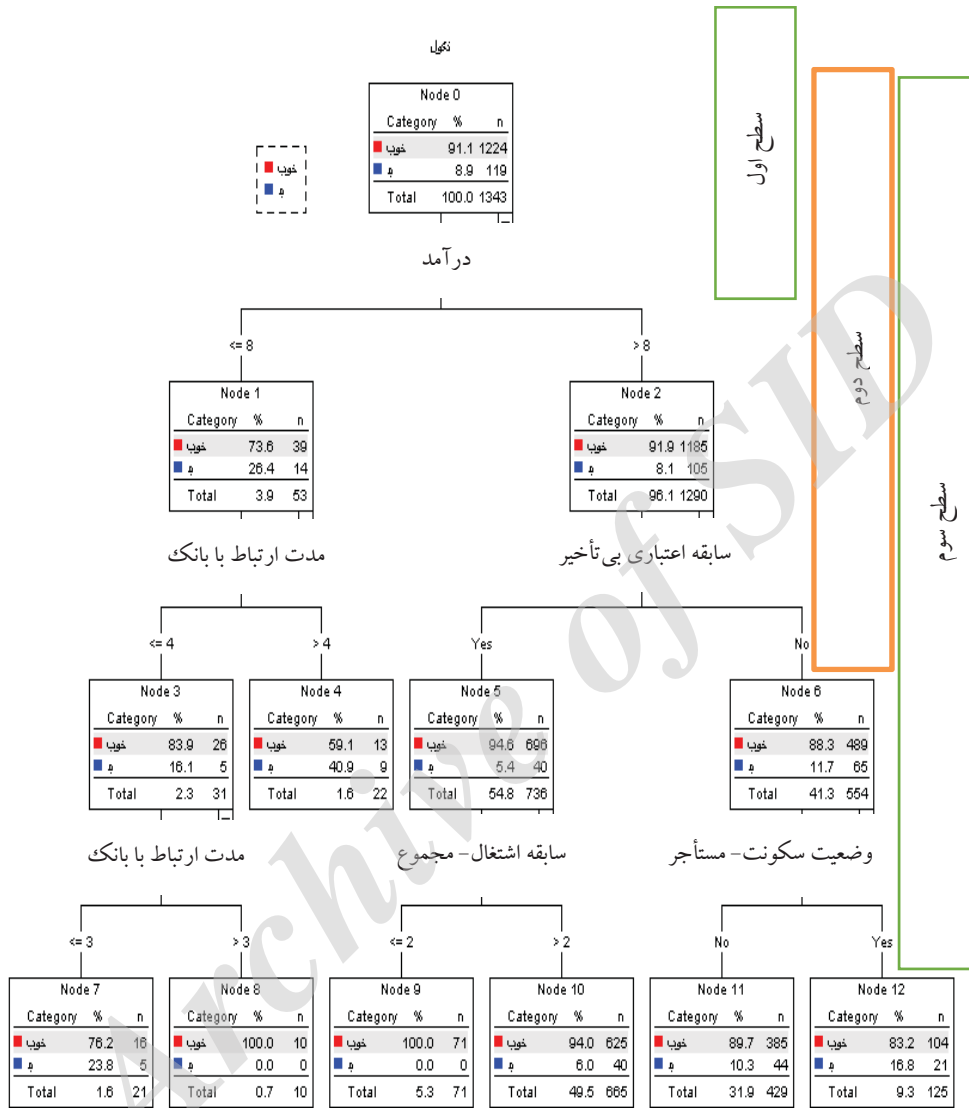 نکول
Node 0
Category % n
خوب 91.1 1224
بد 8.9 119
Total 100.0 1343
خوب
بد
درآمد
<= 8
> 8
Node 1
Category % n
خوب 73.6 39
بد 26.4 14
Total 3.9 53
Node 2
Category % n
خوب 91.9 1185
بد 8.1 105
Total 96.1 1290
مدت ارتباط با بانک
سابقه اعتباری بی‌تأخیر
<= 4
> 4
Yes
No
Node 3
Category % n
خوب 83.9 26
بد 16.1 5
Total 2.3 31
Node 4
Category % n
خوب 59.1 13
بد 40.9 9
Total 1.6 22
Node 5
Category % n
خوب 94.6 696
بد 5.4 40
Total 54.8 736
Node 6
Category % n
خوب 88.3 489
بد 11.7 65
Total 41.3 554
مدت ارتباط با بانک
سابقه اشتغال- مجموع
وضعیت سکونت- مستأجر
<= 3
> 3
<= 2
> 2
No
Yes
Node 7
Category % n
خوب 76.2 16
بد 23.8 5
Total 1.6 21
Node 8
Category % n
خوب 100.0 10
بد 0.0 0
Total 0.7 10
Node 9
Category % n
خوب 100.0 71
بد 0.0 0
Total 5.3 71
Node 10
Category % n
خوب 94.0 625
بد 6.0 40
Total 49.5 665
Node 11
Category % n
خوب 89.7 385
بد 10.3 44
Total 31.9 429
Node 12
Category % n
خوب 83.2 104
بد 16.8 21
Total 9.3 125
سطح اول
سطح دوم
سطح سوم
Archive of SID